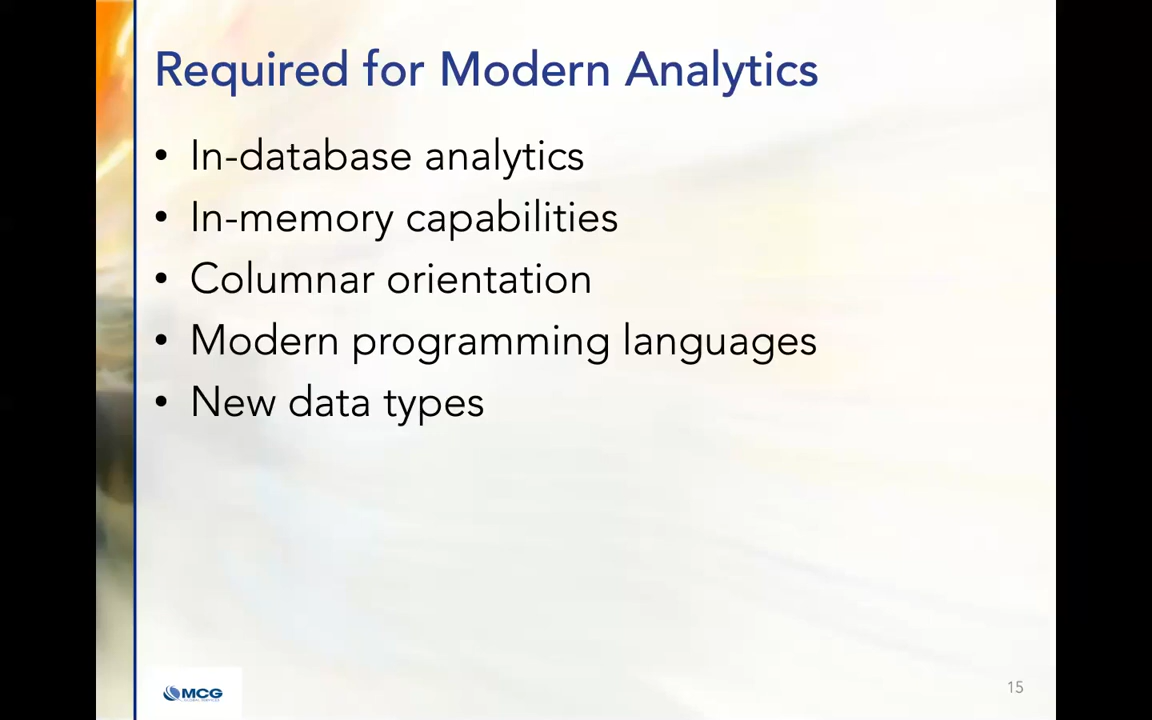 Required for Modern Analytics
• In-database analytics
• In-memory capabilities
• Columnar orientation
• Modern programming languages
• New data types
MCG
15